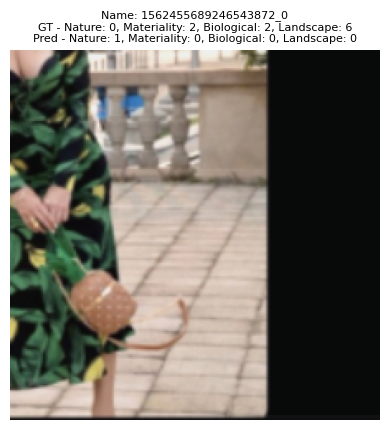 Name: 1562455689246543872_0
GT - Nature: 0, Materiality: 2, Biological: 2, Landscape: 6
Pred - Nature: 1, Materiality: 0, Biological: 0, Landscape: 0